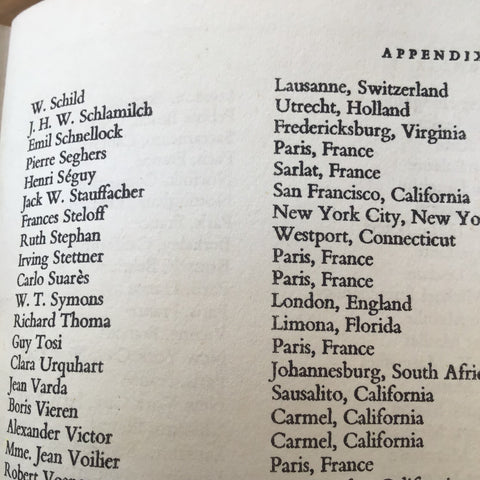 APPENDIX
W. Schild Lausanne, Switzerland
J. H. W. Schlamilch Utrecht, Holland
Emil Schnellock Fredericksburg, Virginia
Pierre Seghers Paris, France
Henri Séguy Sarlat, France
Jack W. Stauffacher San Francisco, California
Frances Steloff New York City, New Yo
Ruth Stephan Westport, Connecticut
Irving Stettner Paris, France
Carlo Suarès Paris, France
W. T. Symons London, England
Richard Thoma Limona, Florida
Guy Tosi Paris, France
Clara Urquhart Johannesburg, South Afri
Jean Varda Sausalito, California
Boris Vieren Carmel, California
Alexander Victor Carmel, California
Mme. Jean Voilier Paris, France
Robert